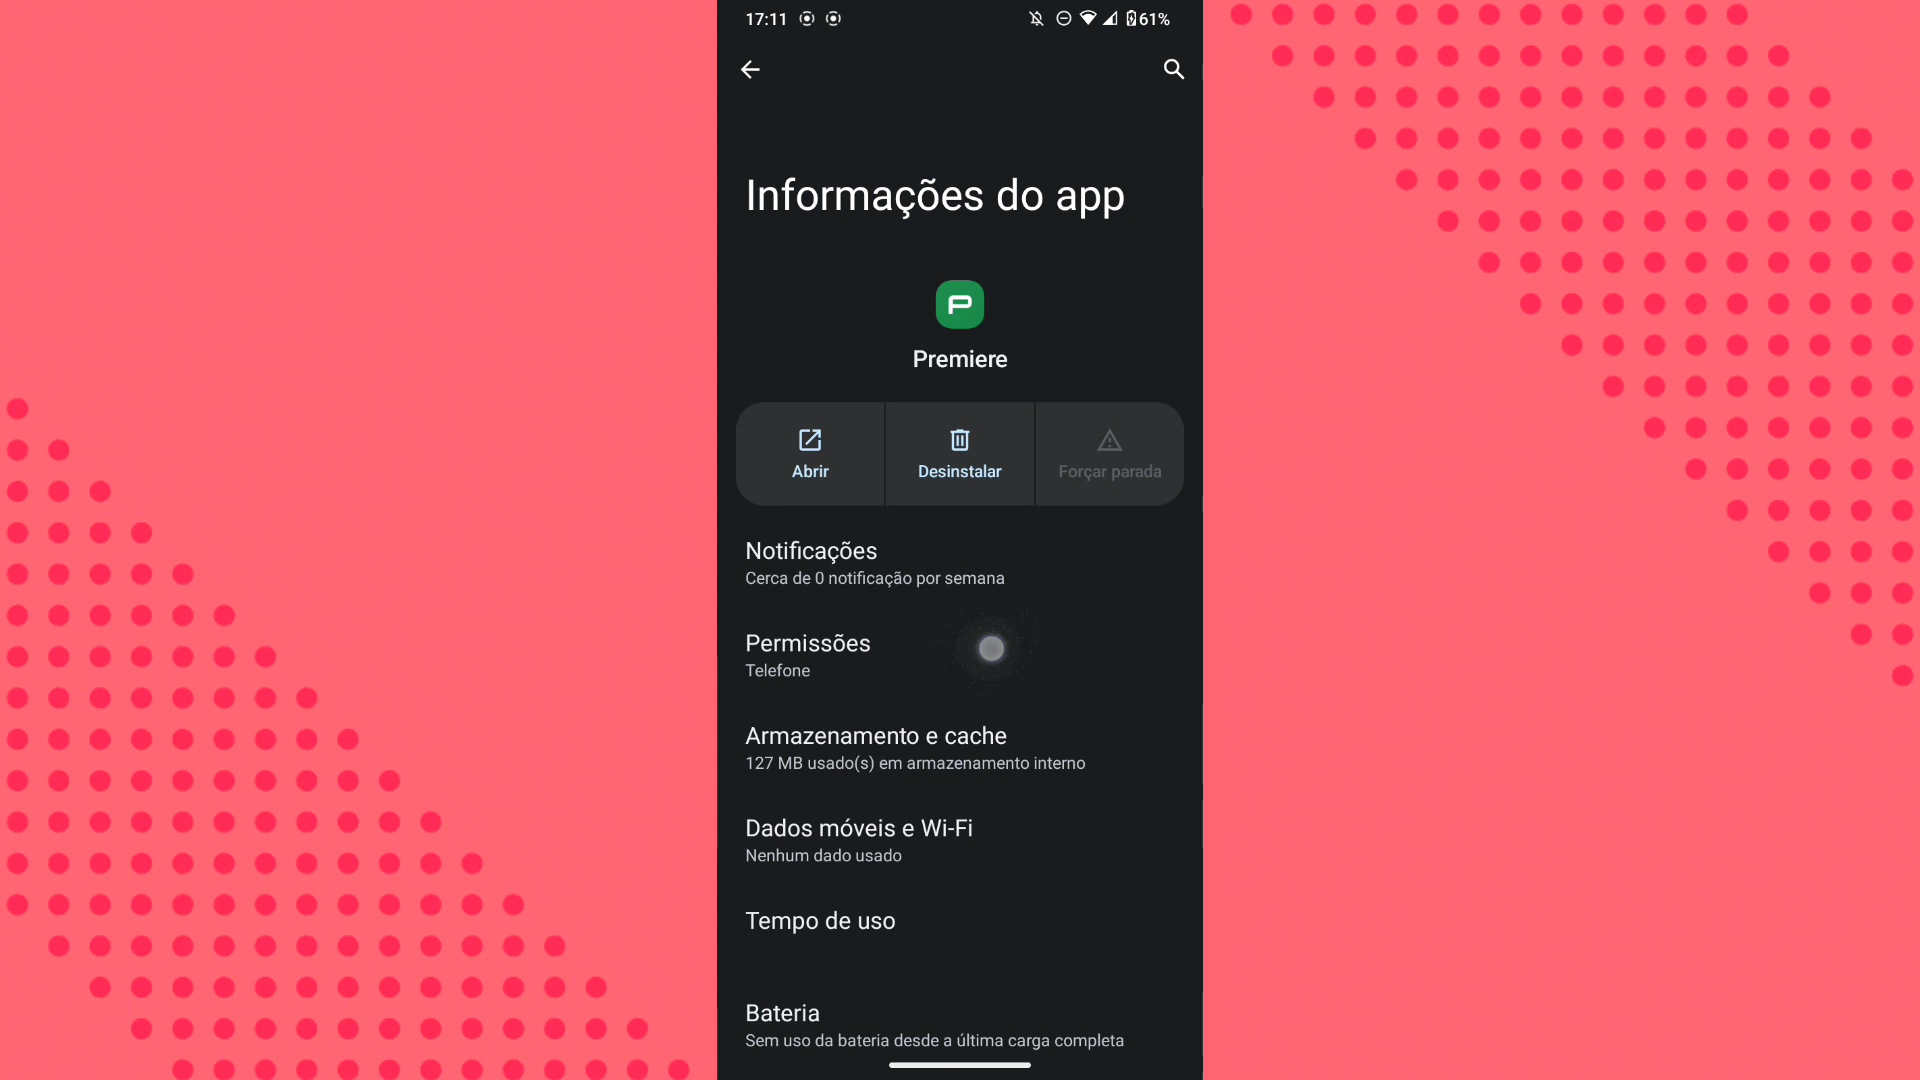 17:11
61%
Informações do app
Premiere
Abrir
Desinstalar
Forçar parada
Notificações
Cerca de 0 notificação por semana
Permissões
Telefone
Armazenamento e cache
127 MB usado(s) em armazenamento interno
Dados móveis e Wi-Fi
Nenhum dado usado
Tempo de uso
Bateria
Sem uso da bateria desde a última carga completa